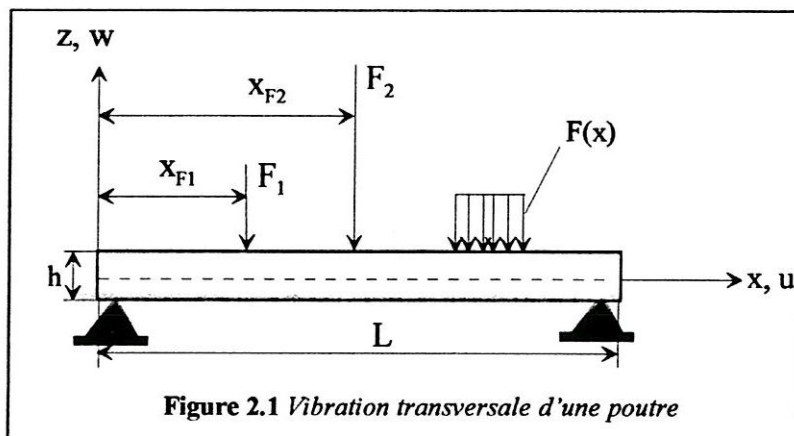 z, w
x_F2
F_2
F(x)
x_F1
F_1
h
x, u
L
Figure 2.1 Vibration transversale d'une poutre